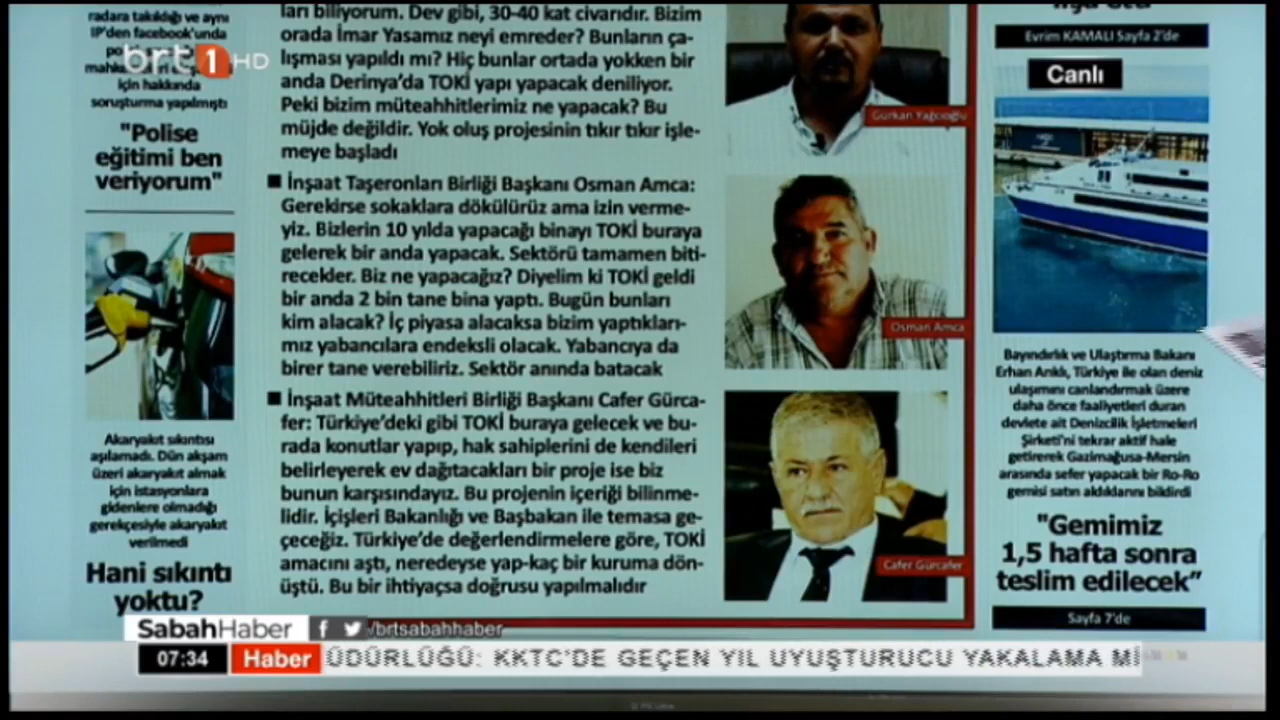 radara takıldığı ve aynı
IP'den facebook'unda
için hakkında
soruşturma yapılmıştı
"Polise
eğitimi ben
veriyorum"
Akaryakıt sıkıntısı
aşılamadı. Dün akşam
üzeri akaryakıt almak
için istasyonlara
gidenlere olmadığı
gerekçesiyle akaryakıt
verilmedi
Hani sıkıntı
yoktu?
brt 1 HD
ları biliyorum. Dev gibi, 30-40 kat civarıdır. Bizim
orada İmar Yasamız neyi emreder? Bunların ça-
lışması yapıldı mı? Hiç bunlar ortada yokken bir
anda Derinya'da TOKİ yapı yapacak deniliyor.
Peki bizim müteahhitlerimiz ne yapacak? Bu
müjde değildir. Yok oluş projesinin tıkır tıkır işle-
meye başladı
■ İnşaat Taşeronları Birliği Başkanı Osman Amca:
Gerekirse sokaklara dökülürüz ama izin verme-
yiz. Bizlerin 10 yılda yapacağı binayı TOKİ buraya
gelerek bir anda yapacak. Sektörü tamamen biti-
recekler. Biz ne yapacağız? Diyelim ki TOKİ geldi
bir anda 2 bin tane bina yaptı. Bugün bunları
kim alacak? İç piyasa alacaksa bizim yaptıkları-
mız yabancılara endeksli olacak. Yabancıya da
birer tane verebiliriz. Sektör anında batacak
■ İnşaat Müteahhitleri Birliği Başkanı Cafer Gürca-
fer: Türkiye'deki gibi TOKİ buraya gelecek ve bu-
rada konutlar yapıp, hak sahiplerini de kendileri
belirleyerek ev dağıtacakları bir proje ise biz
bunun karşısındayız. Bu projenin içeriği bilinme-
lidir. İçişleri Bakanlığı ve Başbakan ile temasa ge-
çeceğiz. Türkiye'de değerlendirmelere göre, TOKİ
amacını aştı, neredeyse yap-kaç bir kuruma dön-
üştü. Bu bir ihtiyaçsa doğrusu yapılmalıdır
Gürkan Yağcıoğlu
Osman Amca
Cafer Gürcafer
Evrim KAMALI Sayfa 2'de
Canlı
Bayındırlık ve Ulaştırma Bakanı
Erhan Arıklı, Türkiye ile olan deniz
ulaşımını canlandırmak üzere
daha önce faaliyetleri duran
devlete ait Denizcilik İşletmeleri
Şirketi'ni tekrar aktif hale
getirerek Gazimağusa-Mersin
arasında sefer yapacak bir Ro-Ro
gemisi satın aldıklarını bildirdi
"Gemimiz
1,5 hafta sonra
teslim edilecek"
Sayfa 7'de
SabahHaber f /brtsabahhaber
07:34 Haber ÜDÜRLÜĞÜ: KKTC'DE GEÇEN YIL UYUŞTURUCU YAKALAMA Mİ